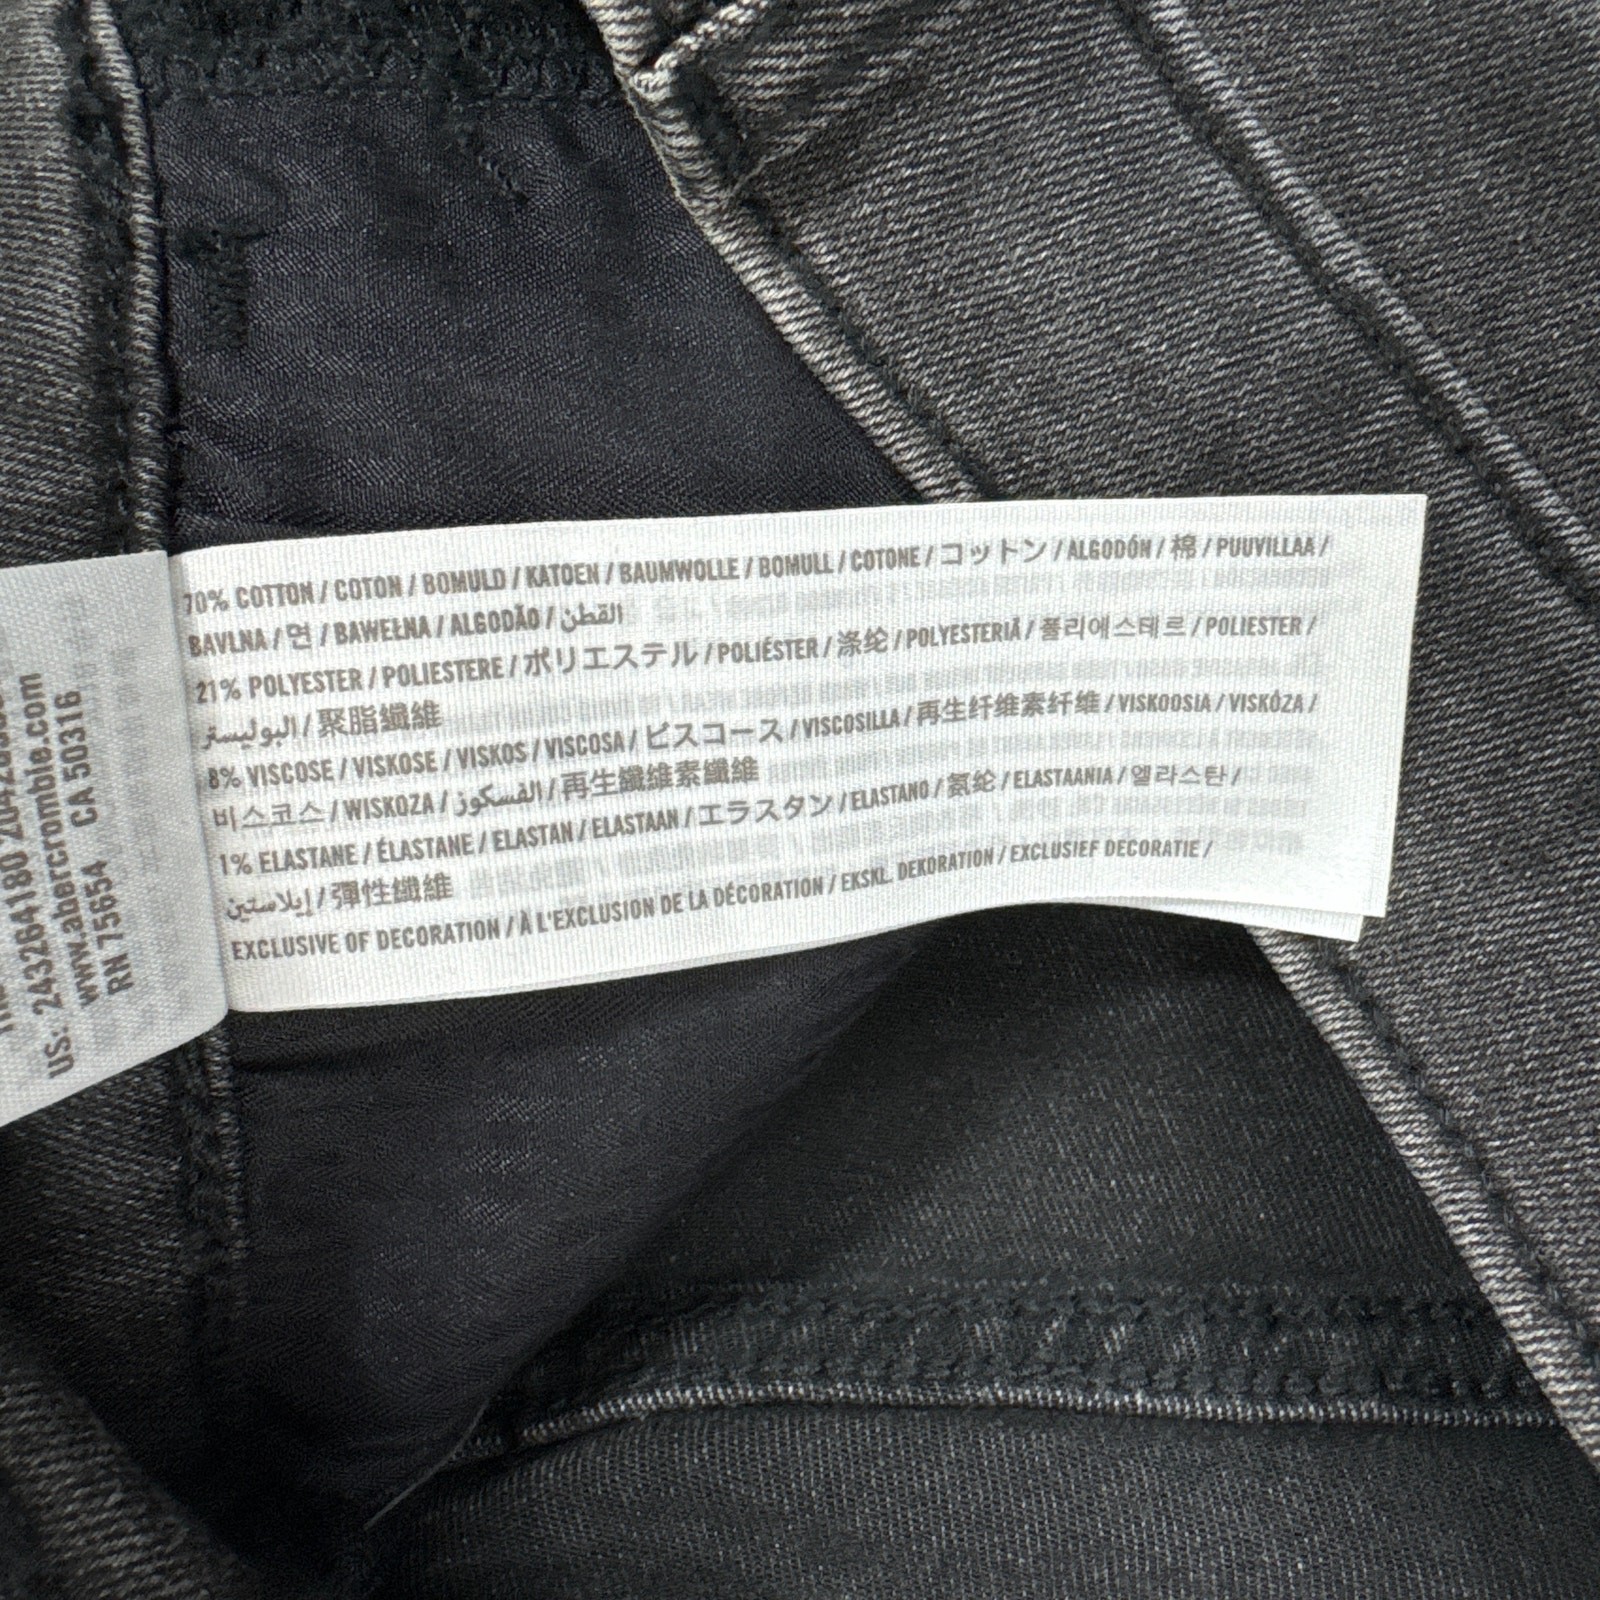 US: 243264180 2042
www.abercrombie.com
RN 75654 CA 50316
70% COTTON / COTON / BOMULD / KATOEN / BAUMWOLLE / BOMULL / COTONE / コットン / ALGODÓN / 棉 / PUUVILLAA /
BAVLNA / 면 / BAWEŁNA / ALGODÃO / القطن
21% POLYESTER / POLIESTERE / ポリエステル / POLIÉSTER / 涤纶 / POLYESTERIÄ / 폴리에스테르 / POLIESTER /
البوليستر / 聚脂纖維
8% VISCOSE / VISKOSE / VISKOS / VISCOSA / ビスコース / VISCOSILLA / 再生纤维素纤维 / VISKOOSIA / VISKÓZA /
비스코스 / WISKOZA / الفسكوز / 再生纖維素纖維
1% ELASTANE / ÉLASTANE / ELASTAN / ELASTAAN / エラスタン / ELASTANO / 氨纶 / ELASTAANIA / 엘라스탄 /
إيلاستين / 彈性纖維
EXCLUSIVE OF DECORATION / À L'EXCLUSION DE LA DÉCORATION / EKSKL. DEKORATION / EXCLUSIEF DECORATIE /